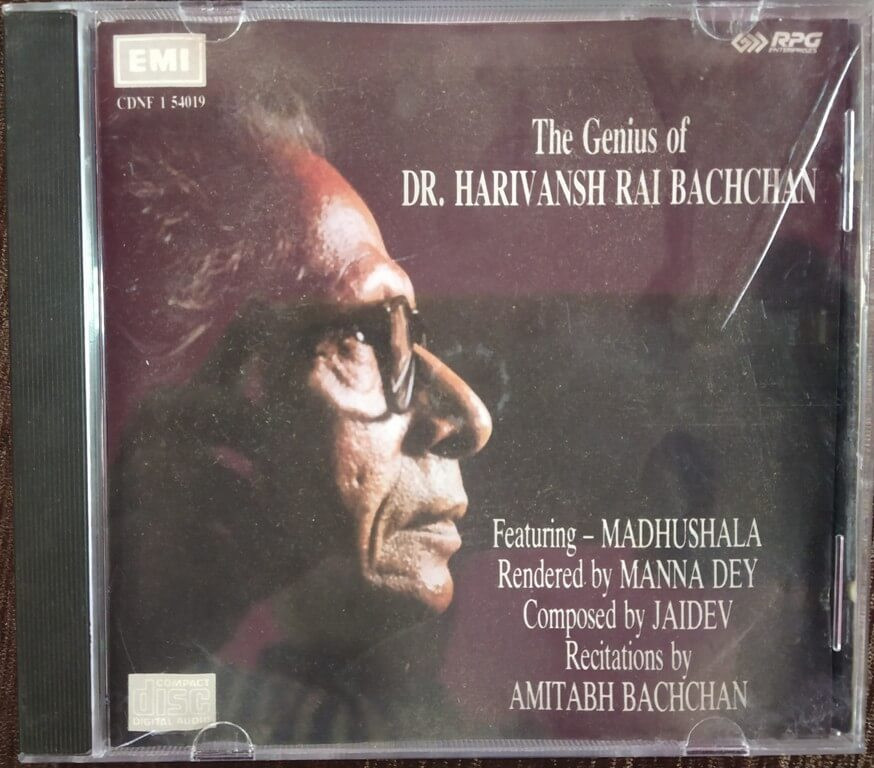 EMI
CDNF 1 54019
RPG
ENTERPRISES
The Genius of
DR. HARIVANSH RAI BACHCHAN
Featuring – MADHUSHALA
Rendered by MANNA DEY
Composed by JAIDEV
Recitations by
AMITABH BACHCHAN
COMPACT
disc
DIGITAL AUDIO